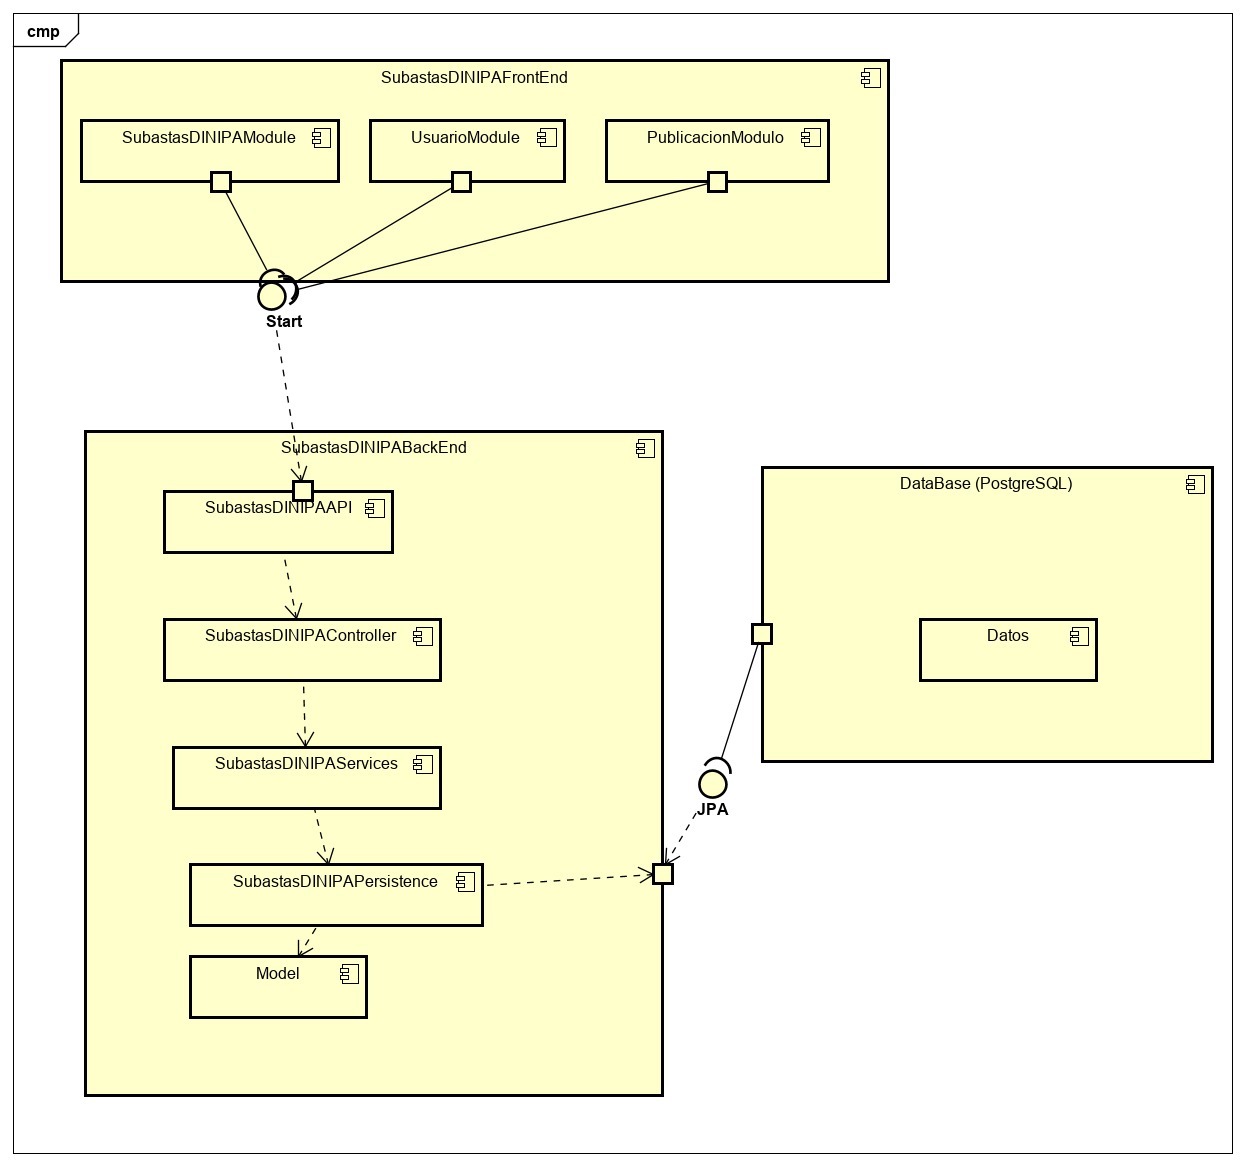 cmp
SubastasDINIPAFrontEnd
SubastasDINIPAModule
UsuarioModule
PublicacionModulo
Start
SubastasDINIPABackEnd
SubastasDINIPAAPI
DataBase (PostgreSQL)
SubastasDINIPAController
Datos
SubastasDINIPAServices
JPA
SubastasDINIPAPersistence
Model